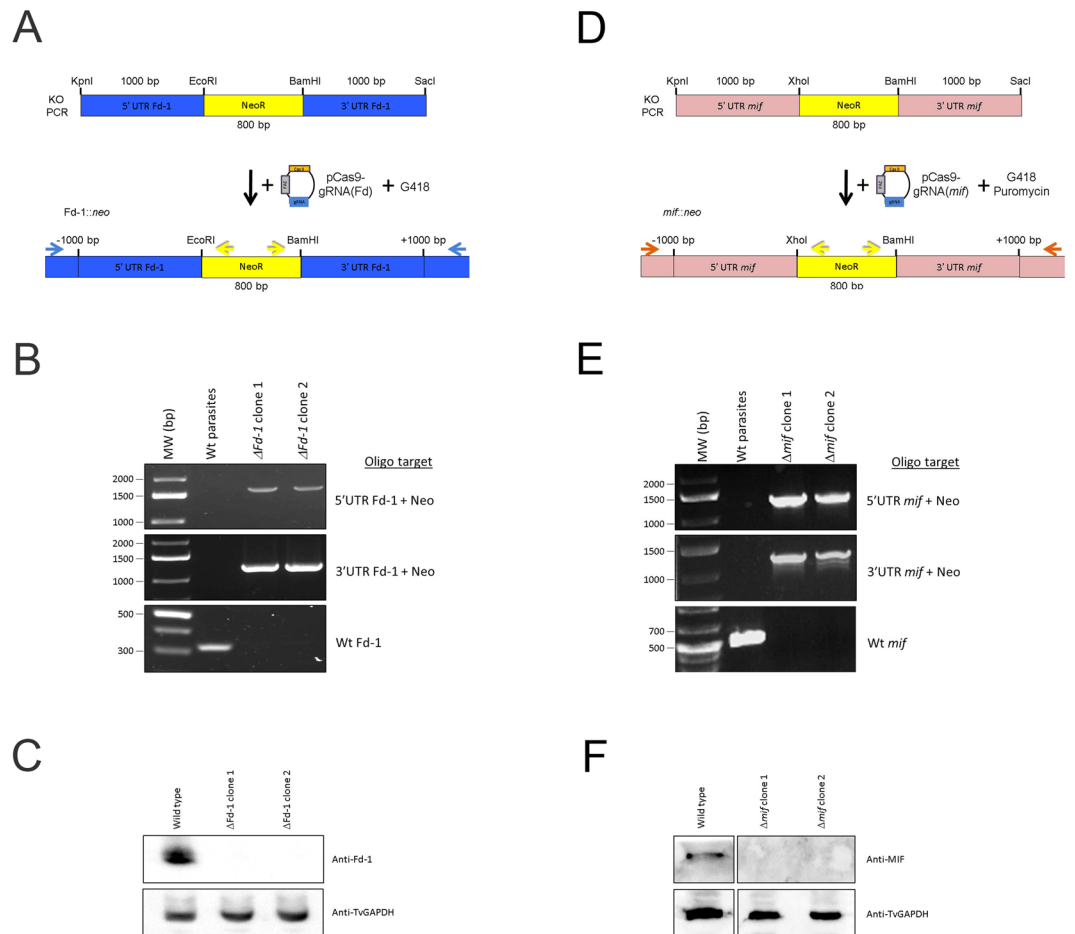 A
KpnI 1000 bp EcoRI BamHI 1000 bp SacI
KO PCR
5' UTR Fd-1 NeoR 3' UTR Fd-1
800 bp
+ pCas9-gRNA(Fd) + G418
gRNA
Fd-1::neo
-1000 bp EcoRI BamHI +1000 bp
5' UTR Fd-1 NeoR 3' UTR Fd-1
800 bp
B
MW (bp) Wt parasites ΔFd-1 clone 1 ΔFd-1 clone 2
Oligo target
2000
1500
1000
5'UTR Fd-1 + Neo
2000
1500
1000
3'UTR Fd-1 + Neo
500
300
Wt Fd-1
C
Wild type ΔFd-1 clone 1 ΔFd-1 clone 2
Anti-Fd-1
Anti-TvGAPDH
D
KpnI 1000 bp XhoI BamHI 1000 bp SacI
KO PCR
5' UTR mif NeoR 3' UTR mif
800 bp
+ pCas9-gRNA(mif) + G418 Puromycin
gRNA
mif::neo
-1000 bp XhoI BamHI +1000 bp
5' UTR mif NeoR 3' UTR mif
800 bp
E
MW (bp) Wt parasites Δmif clone 1 Δmif clone 2
Oligo target
2000
1500
1000
5'UTR mif + Neo
1500
1000
3'UTR mif + Neo
700
500
Wt mif
F
Wild type Δmif clone 1 Δmif clone 2
Anti-MIF
Anti-TvGAPDH